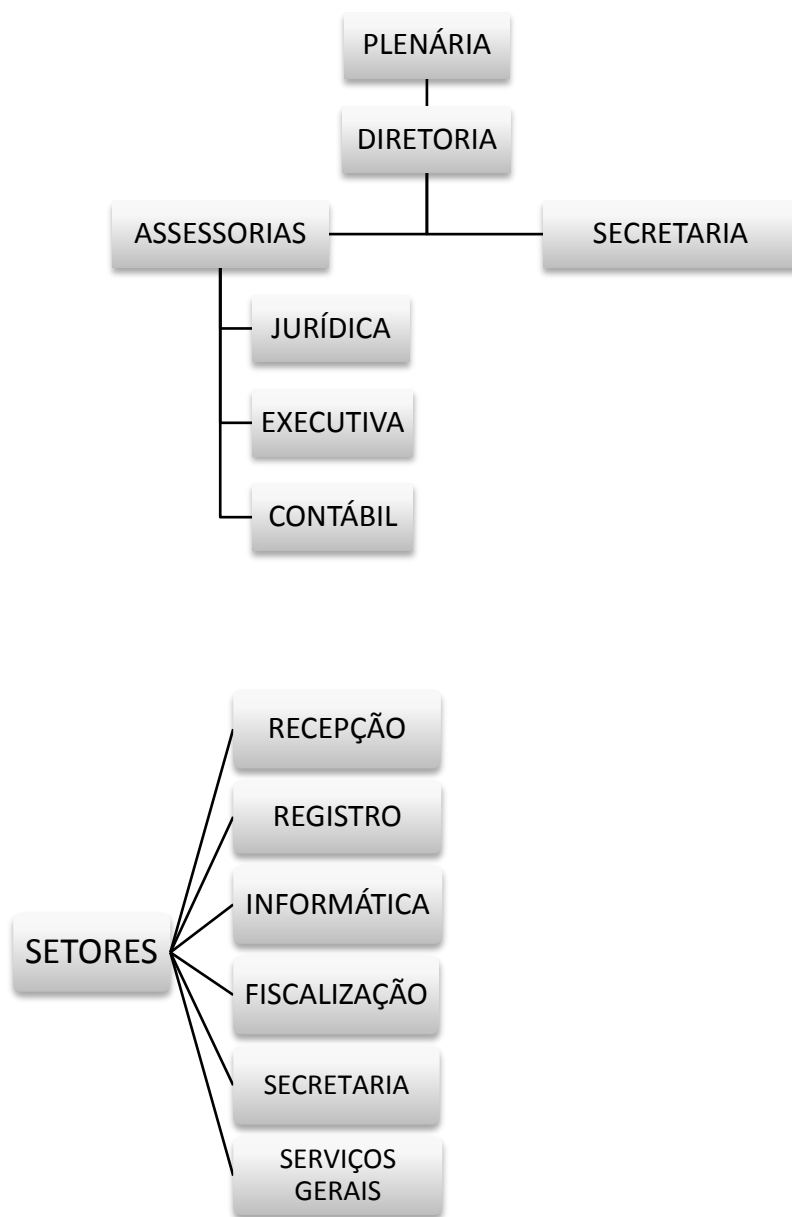 PLENÁRIA
DIRETORIA
ASSESSORIAS
SECRETARIA
JURÍDICA
EXECUTIVA
CONTÁBIL
RECEPÇÃO
REGISTRO
INFORMÁTICA
SETORES
FISCALIZAÇÃO
SECRETARIA
SERVIÇOS
GERAIS